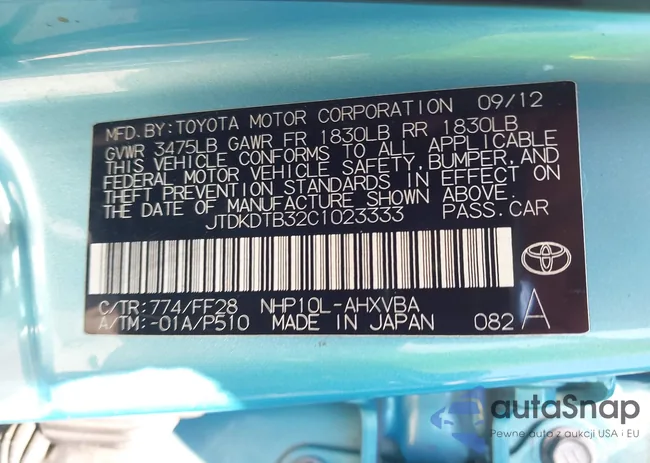 MFD. BY: TOYOTA MOTOR CORPORATION 09/12
GVWR 3475LB GAWR FR 1830LB RR 1830LB
THIS VEHICLE CONFORMS TO ALL APPLICABLE
FEDERAL MOTOR VEHICLE SAFETY, BUMPER, AND
THEFT PREVENTION STANDARDS IN EFFECT ON
THE DATE OF MANUFACTURE SHOWN ABOVE.
JTDKDTB32C1023333 PASS. CAR
C/TR: 774/FF28 NHP10L-AHXVBA
A/TM: -01A/P510 MADE IN JAPAN 082 A
autoSnap
Pewne auta z aukcji USA i EU